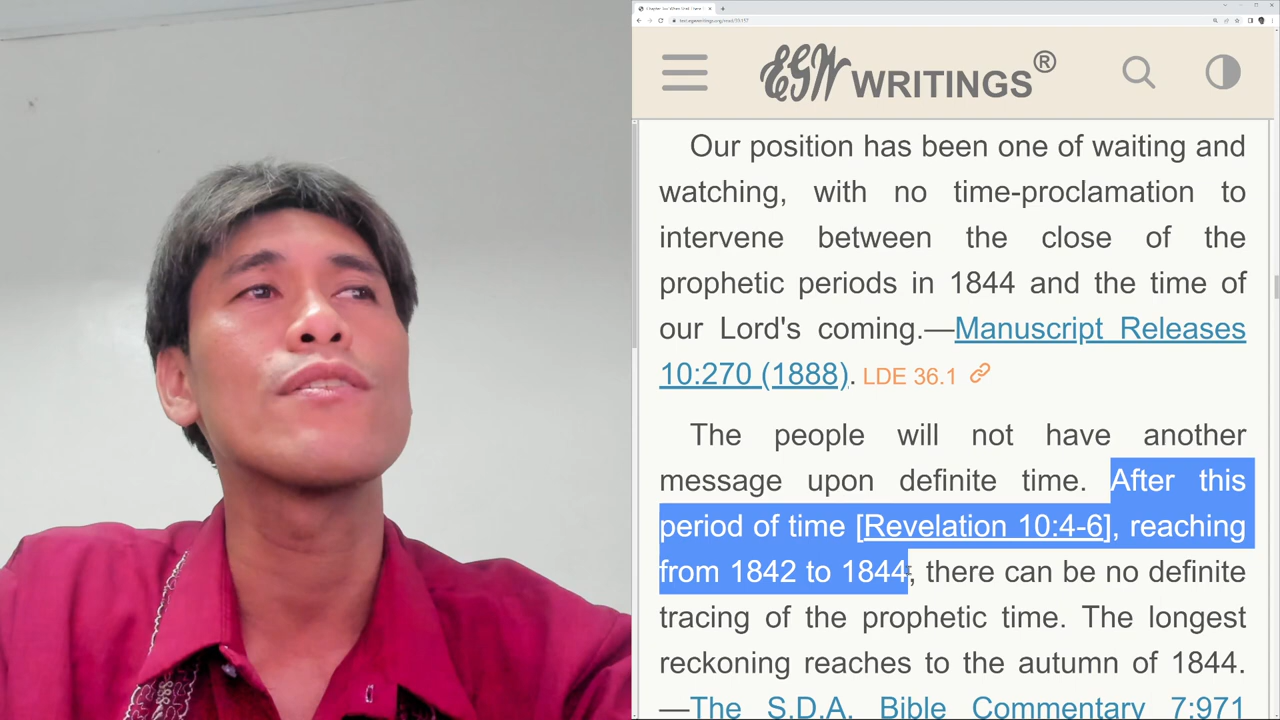 EGW WRITINGS®
Our position has been one of waiting and
watching, with no time-proclamation to
intervene between the close of the
prophetic periods in 1844 and the time of
our Lord's coming.—Manuscript Releases
10:270 (1888). LDE 36.1
The people will not have another
message upon definite time. After this
period of time [Revelation 10:4-6], reaching
from 1842 to 1844, there can be no definite
tracing of the prophetic time. The longest
reckoning reaches to the autumn of 1844.
—The S.D.A. Bible Commentary 7:971